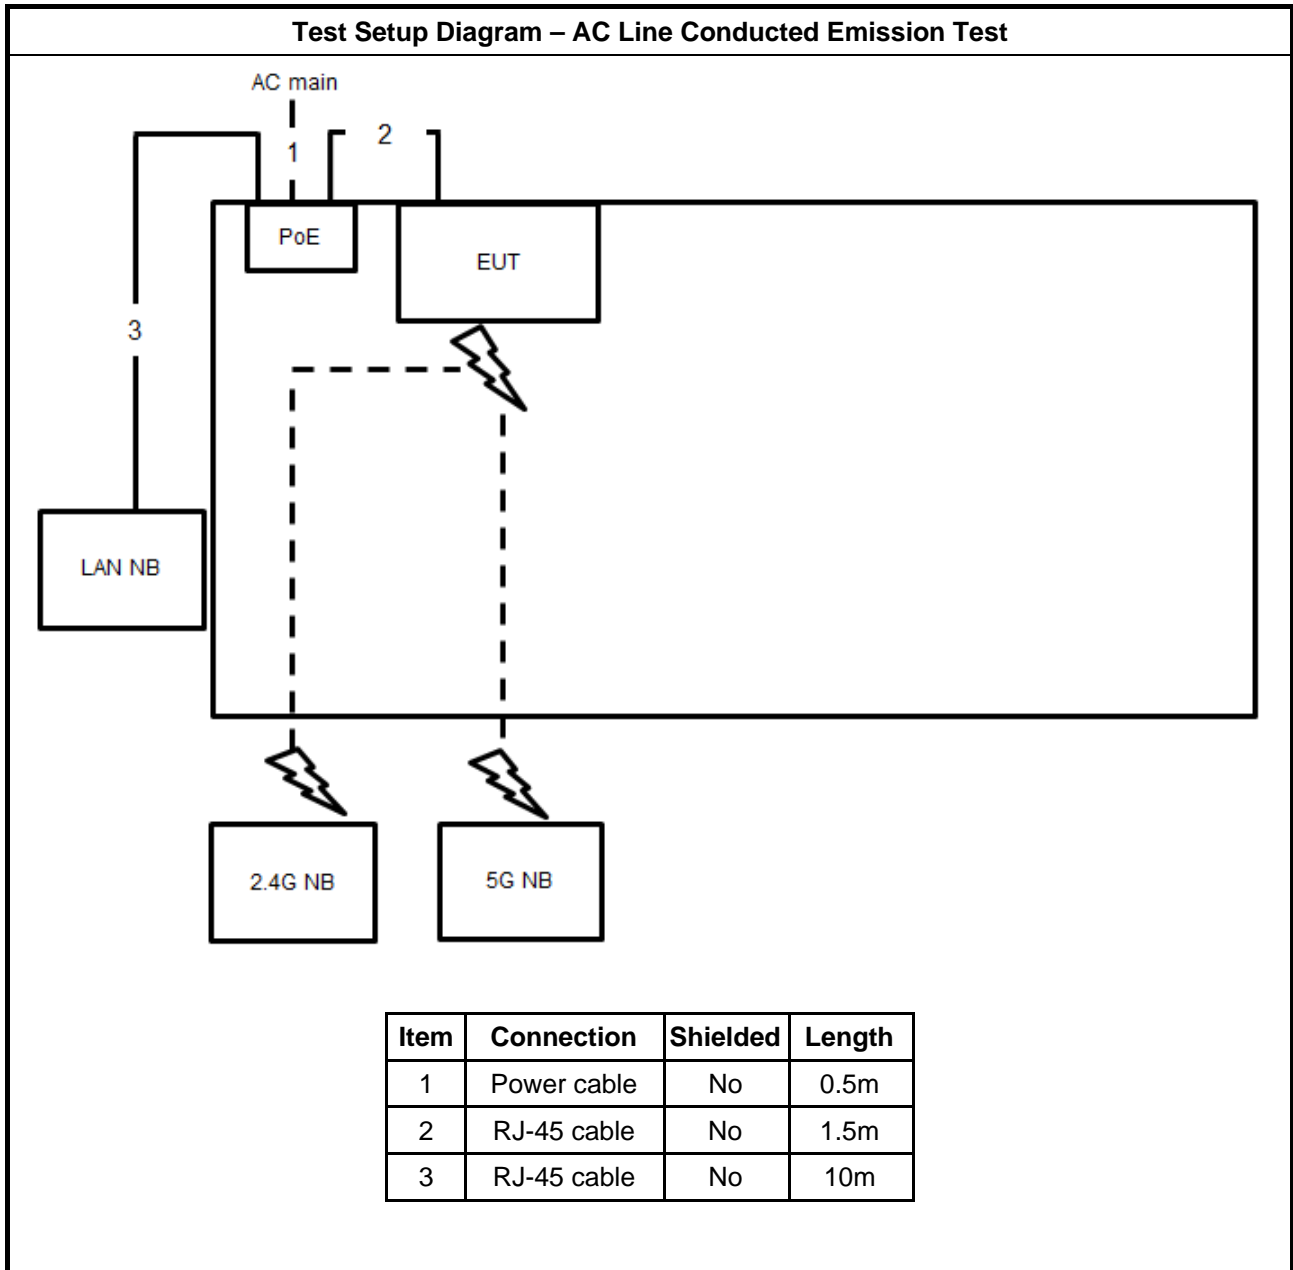 Test Setup Diagram – AC Line Conducted Emission Test
AC main
1
2
PoE
EUT
3
LAN NB
2.4G NB
5G NB
Item Connection Shielded Length
1 Power cable No 0.5m
2 RJ-45 cable No 1.5m
3 RJ-45 cable No 10m